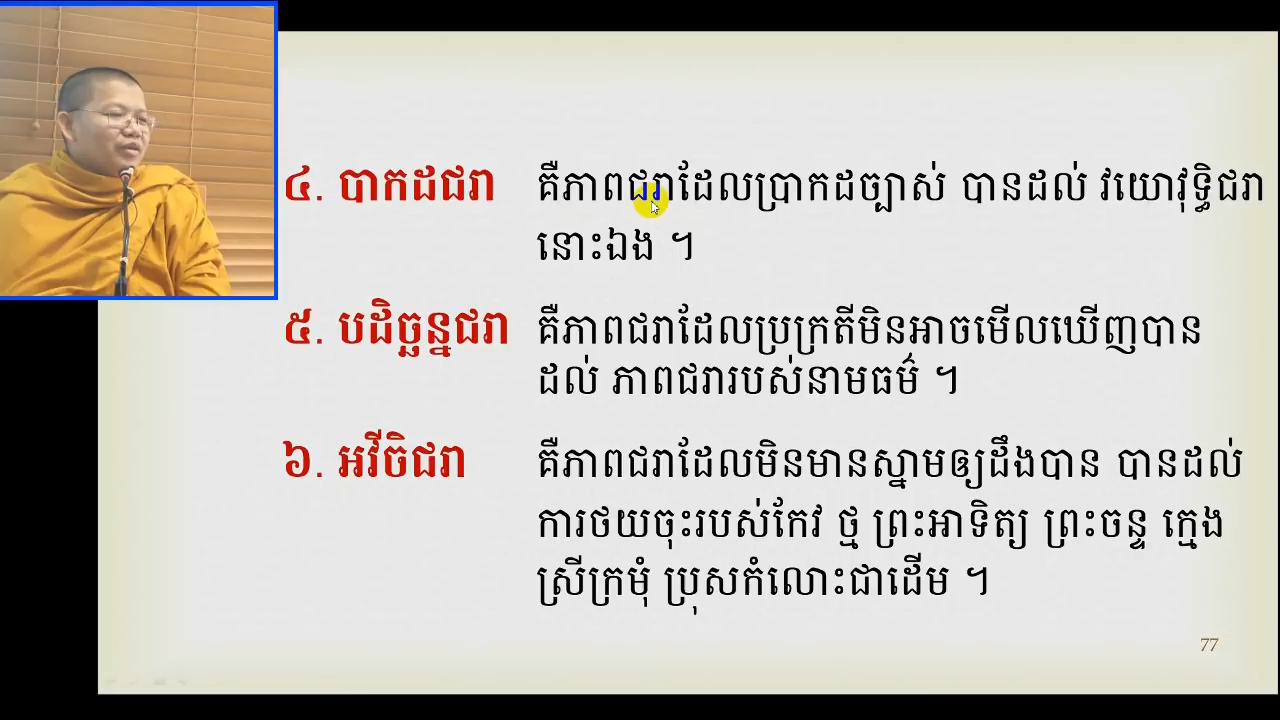 ៤. បាកដជរា គឺភាពជរាដែលប្រាកដច្បាស់ បានដល់ វយោវុទ្ធិជរា
នោះឯង ។
៥. បដិច្ឆន្នជរា គឺភាពជរាដែលប្រក្រតីមិនអាចមើលឃើញបាន
ដល់ ភាពជរារបស់នាមធម៌ ។
៦. អវីចិជរា គឺភាពជរាដែលមិនមានស្នាមឲ្យដឹងបាន បានដល់
ការថយចុះរបស់កែវ ថ្ម ព្រះអាទិត្យ ព្រះចន្ទ ក្មេង
ស្រីក្រមុំ ប្រុសកំលោះជាដើម ។
77